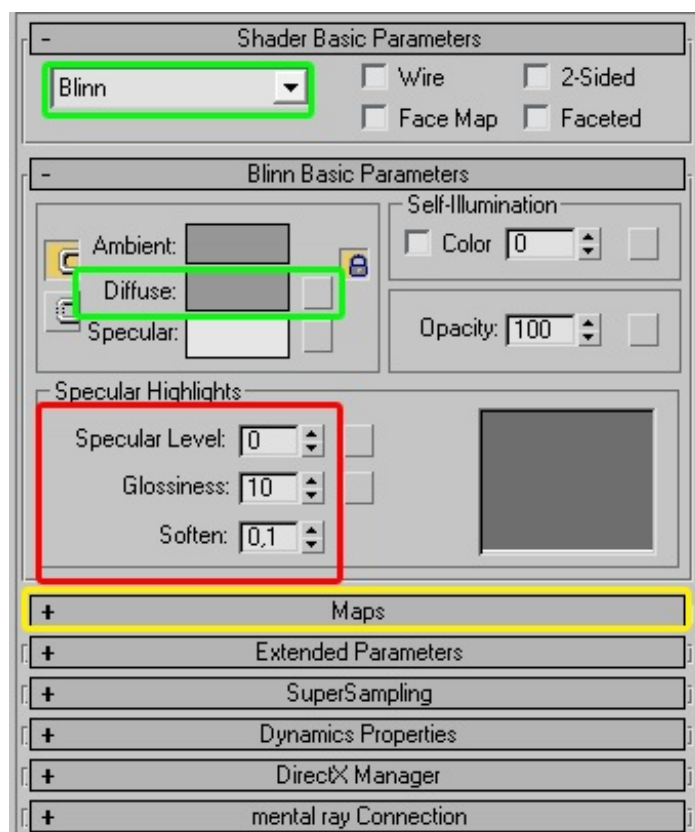 - Shader Basic Parameters
Blinn Wire 2-Sided
Face Map Faceted
- Blinn Basic Parameters
Self-Illumination
Ambient: Color 0
Diffuse:
Specular: Opacity: 100
Specular Highlights
Specular Level: 0
Glossiness: 10
Soften: 0,1
+ Maps
+ Extended Parameters
+ SuperSampling
+ Dynamics Properties
+ DirectX Manager
+ mental ray Connection